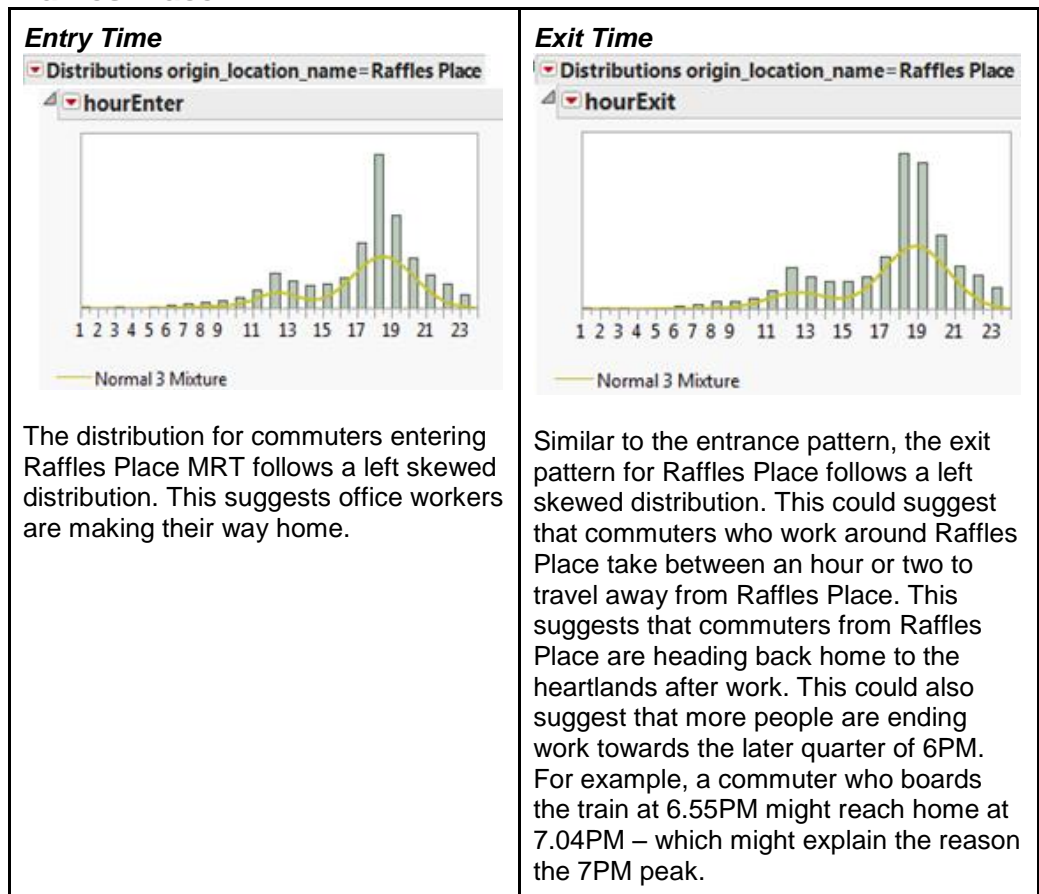 Entry Time
Distributions origin_location_name=Raffles Place
hourEnter
1 2 3 4 5 6 7 8 9 11 13 15 17 19 21 23
Normal 3 Mixture
The distribution for commuters entering
Raffles Place MRT follows a left skewed
distribution. This suggests office workers
are making their way home.
Exit Time
Distributions origin_location_name=Raffles Place
hourExit
1 2 3 4 5 6 7 8 9 11 13 15 17 19 21 23
Normal 3 Mixture
Similar to the entrance pattern, the exit
pattern for Raffles Place follows a left
skewed distribution. This could suggest
that commuters who work around Raffles
Place take between an hour or two to
travel away from Raffles Place. This
suggests that commuters from Raffles
Place are heading back home to the
heartlands after work. This could also
suggest that more people are ending
work towards the later quarter of 6PM.
For example, a commuter who boards
the train at 6.55PM might reach home at
7.04PM – which might explain the reason
the 7PM peak.